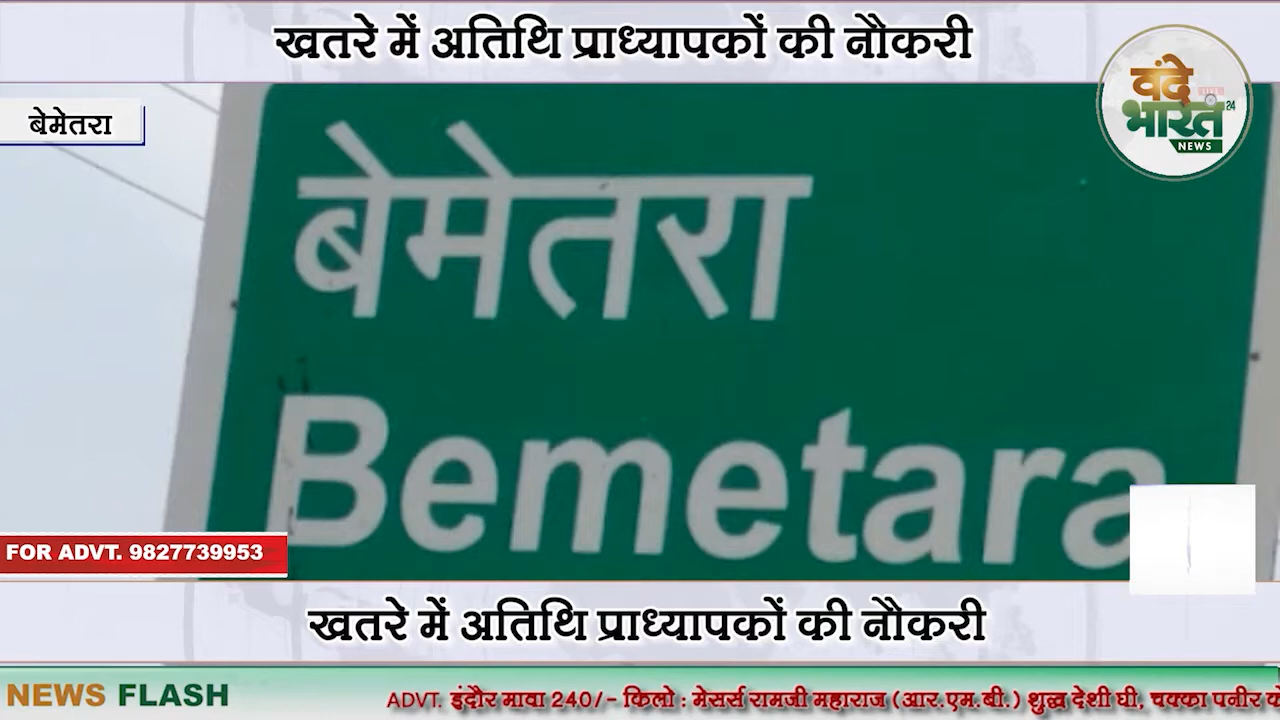 खतरे में अतिथि प्राध्यापकों की नौकरी
वंदे
LIVE
भारत 24
NEWS
बेमेतरा
बेमेतरा
Bemetara
FOR ADVT. 9827739953
खतरे में अतिथि प्राध्यापकों की नौकरी
NEWS FLASH
ADVT. इंदौर मावा 240/- किलो : मेसर्स रामजी महाराज (आर.एम.बी.) शुद्ध देशी घी, चक्का पनीर